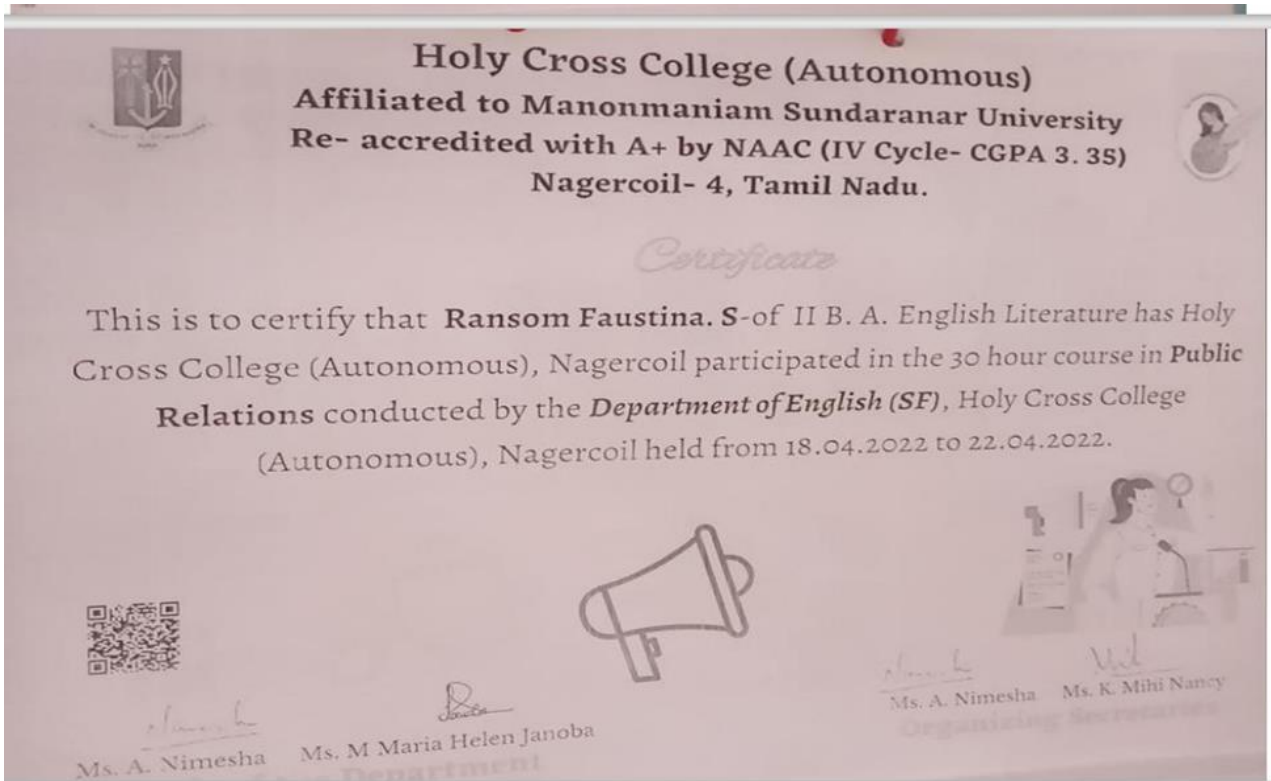 Holy Cross College (Autonomous)
Affiliated to Manonmaniam Sundaranar University
Re- accredited with A+ by NAAC (IV Cycle- CGPA 3. 35)
Nagercoil- 4, Tamil Nadu.
Certificate
This is to certify that Ransom Faustina. S-of II B. A. English Literature has Holy
Cross College (Autonomous), Nagercoil participated in the 30 hour course in Public
Relations conducted by the Department of English (SF), Holy Cross College
(Autonomous), Nagercoil held from 18.04.2022 to 22.04.2022.
Ms. A. Nimesha Ms. M Maria Helen Janoba
Department
Ms. A. Nimesha Ms. K. Mihi Nancy
Organizing Secretaries